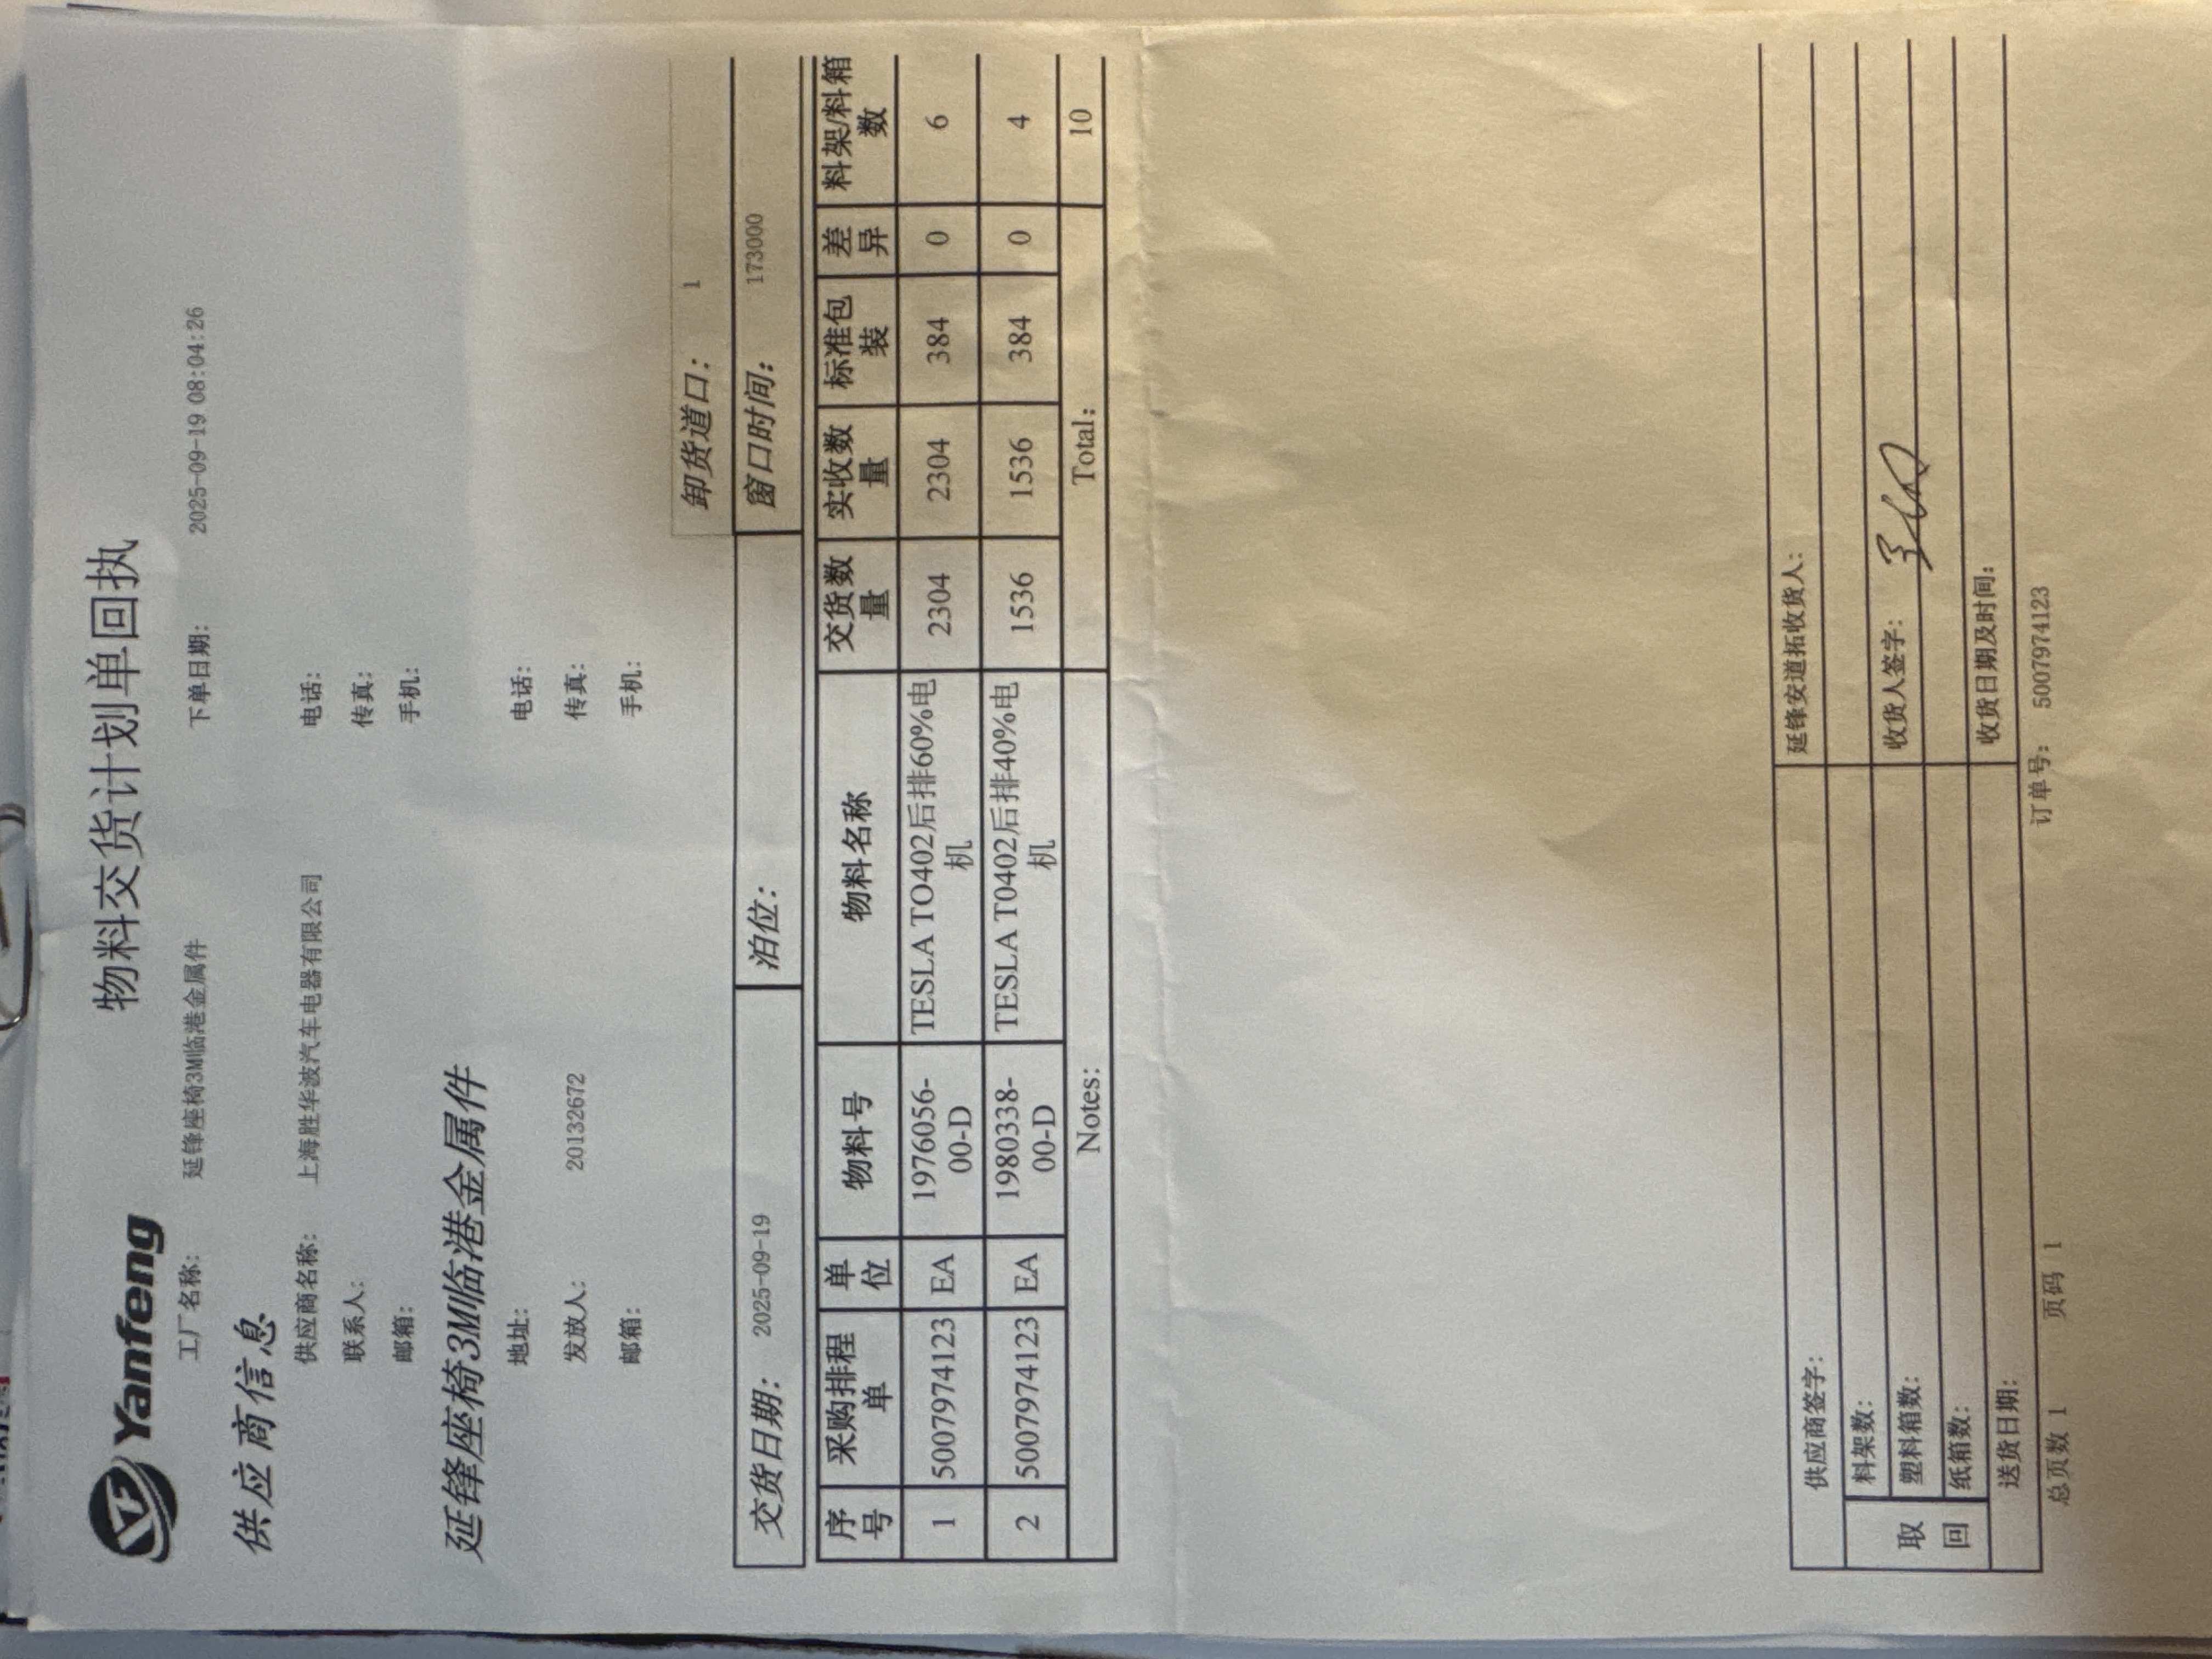 Yanfeng
物料交货计划单回执
工厂名称: 延锋座椅3M临港金属件 下单日期: 2025-09-19 08:04:26
供应商信息
供应商名称: 上海胜华波汽车电器有限公司 电话:
联系人: 传真:
邮箱: 手机:
延锋座椅3M临港金属件
地址: 电话:
发放人: 20132672 传真:
邮箱: 手机:
卸货道口: 1
交货日期: 2025-09-19 泊位: 窗口时间: 173000
序号 采购排程单 单位 物料号 物料名称 交货数量 实收数量 标准包装 差异 料架/料箱数
1 5007974123 EA 1976056-00-D TESLA TO402后排60%电机 2304 2304 384 0 6
2 5007974123 EA 1980338-00-D TESLA T0402后排40%电机 1536 1536 384 0 4
Notes: Total: 10
供应商签字: 延锋安道拓收货人:
取回 料架数:
塑料箱数: 收货人签字:
纸箱数:
送货日期: 收货日期及时间:
总页数 1 页码 1 订单号: 5007974123